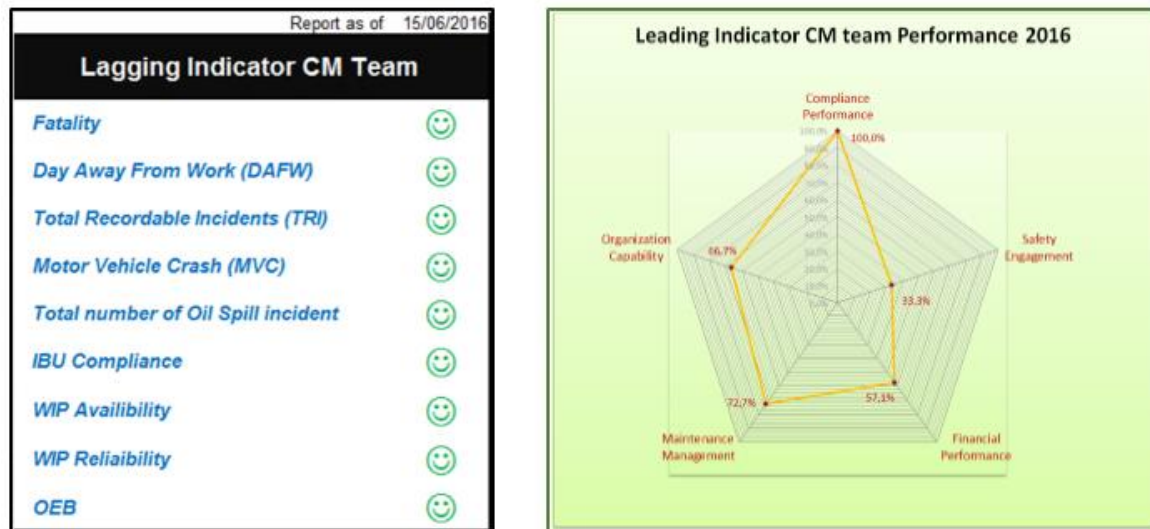 Report as of 15/06/2016
Lagging Indicator CM Team
Fatality
Day Away From Work (DAFW)
Total Recordable Incidents (TRI)
Motor Vehicle Crash (MVC)
Total number of Oil Spill incident
IBU Compliance
WIP Availibility
WIP Reliaibility
OEB
Leading Indicator CM team Performance 2016
Compliance
Performance
100,0%
100,0%
Organization
Capability
66,7%
Safety
Engagement
33,3%
72,7%
57,1%
Maintenance
Management
Financial
Performance